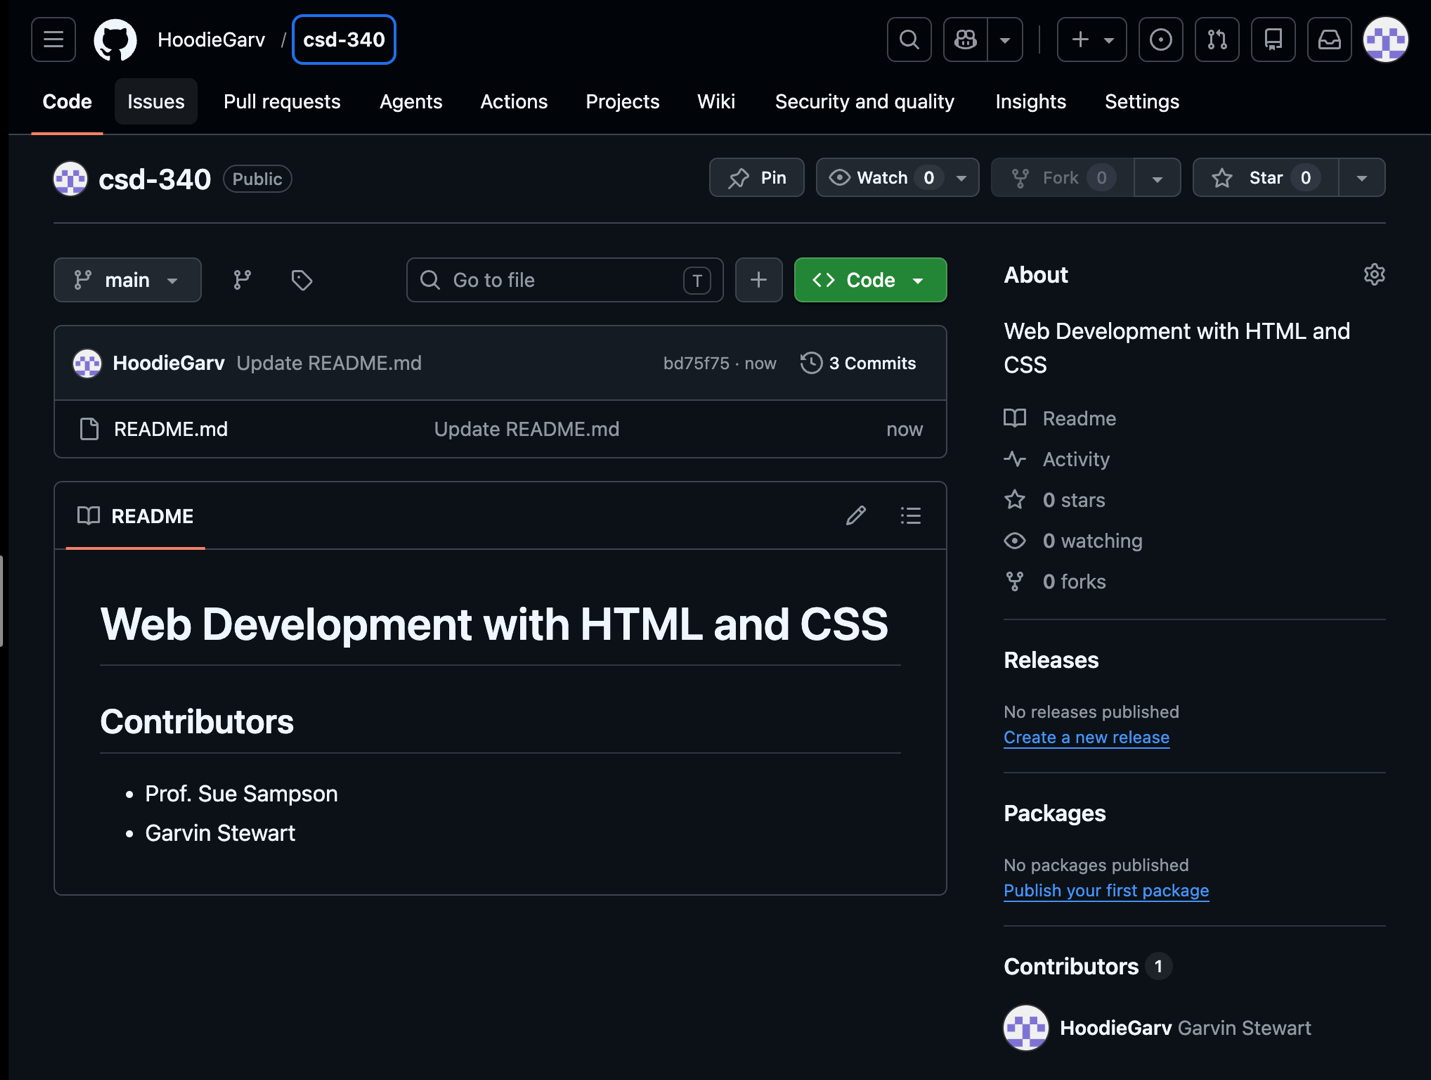 HoodieGarv / csd-340
Code Issues Pull requests Agents Actions Projects Wiki Security and quality Insights Settings
csd-340 Public Pin Watch 0 Fork 0 Star 0
main Go to file T Code
About
Web Development with HTML and
CSS
HoodieGarv Update README.md bd75f75 · now 3 Commits
README.md Update README.md now
Readme
Activity
0 stars
0 watching
0 forks
README
Web Development with HTML and CSS
Contributors
• Prof. Sue Sampson
• Garvin Stewart
Releases
No releases published
Create a new release
Packages
No packages published
Publish your first package
Contributors 1
HoodieGarv Garvin Stewart